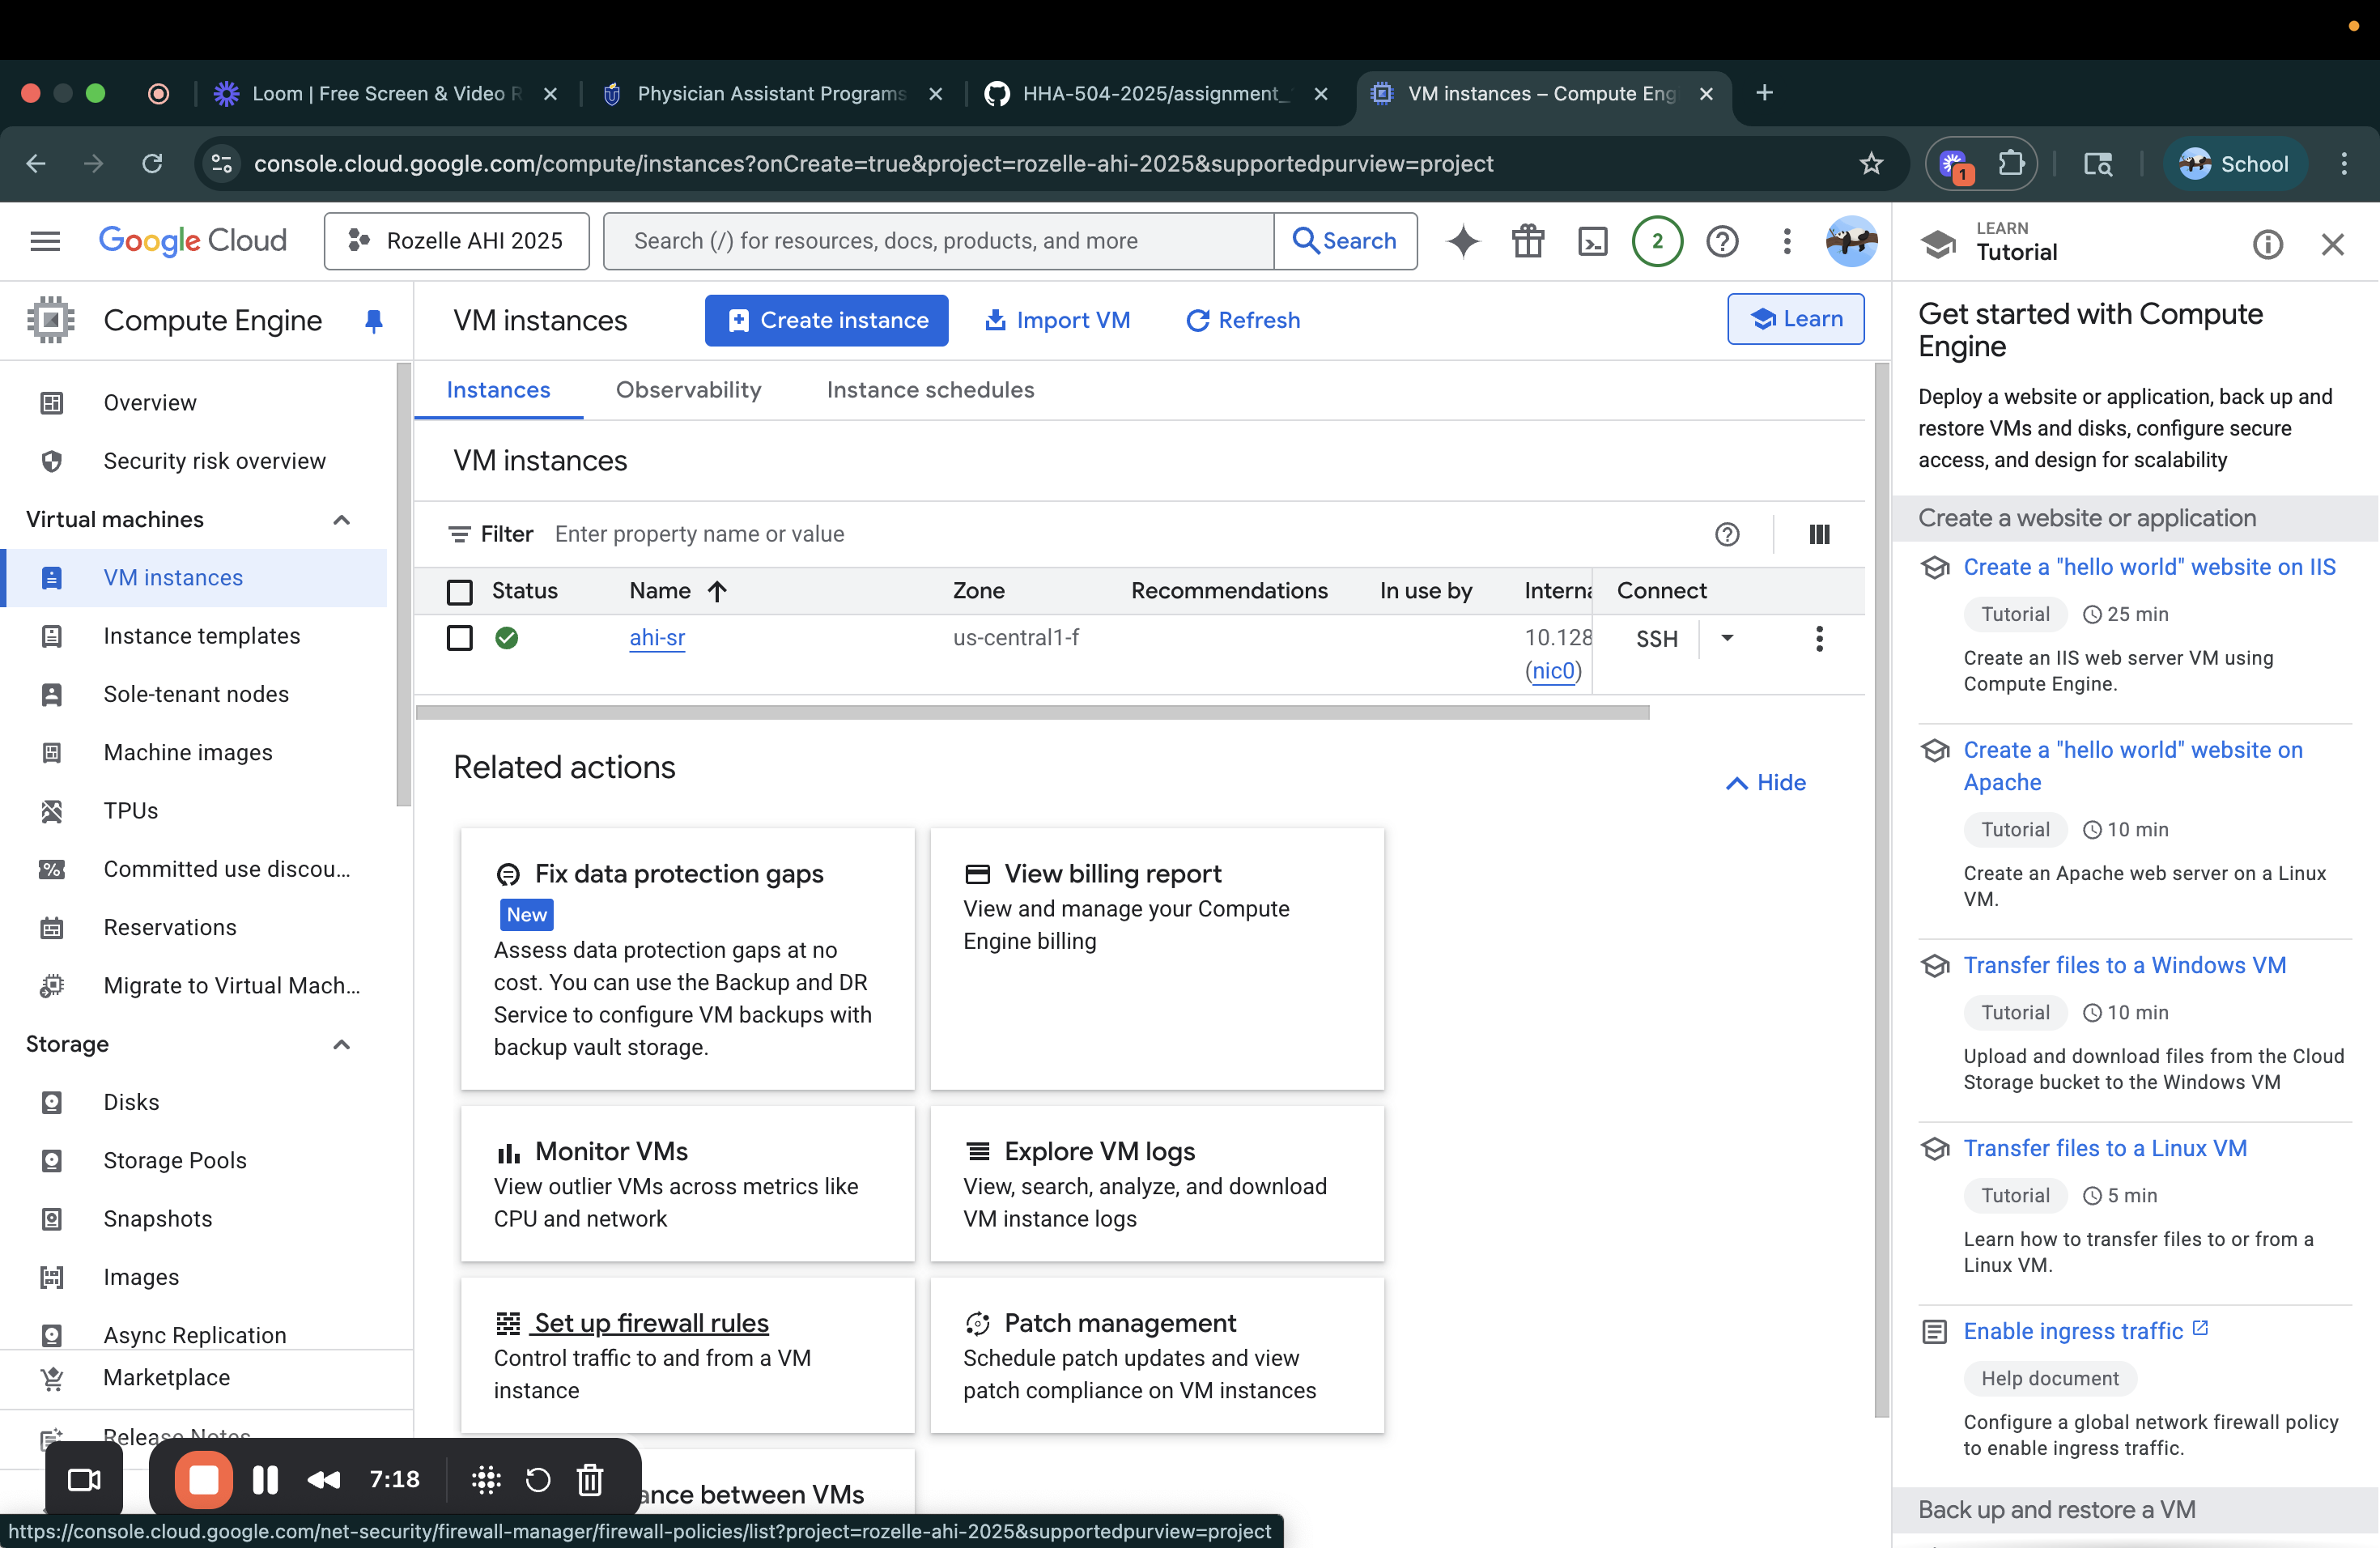 Loom | Free Screen & Video R
Physician Assistant Programs
HHA-504-2025/assignment_
VM instances – Compute Eng
console.cloud.google.com/compute/instances?onCreate=true&project=rozelle-ahi-2025&supportedpurview=project
1
School
Google Cloud
Rozelle AHI 2025
Search (/) for resources, docs, products, and more
Search
2
LEARN
Tutorial
Compute Engine
VM instances
Create instance
Import VM
Refresh
Learn
Overview
Security risk overview
Virtual machines
VM instances
Instance templates
Sole-tenant nodes
Machine images
TPUs
Committed use discou...
Reservations
Migrate to Virtual Mach...
Storage
Disks
Storage Pools
Snapshots
Images
Async Replication
Marketplace
Release Notes
Instances
Observability
Instance schedules
VM instances
Filter
Enter property name or value
Status
Name
Zone
Recommendations
In use by
Interna
Connect
ahi-sr
us-central1-f
10.128
(nic0)
SSH
Related actions
Hide
Fix data protection gaps
New
Assess data protection gaps at no
cost. You can use the Backup and DR
Service to configure VM backups with
backup vault storage.
View billing report
View and manage your Compute
Engine billing
Monitor VMs
View outlier VMs across metrics like
CPU and network
Explore VM logs
View, search, analyze, and download
VM instance logs
Set up firewall rules
Control traffic to and from a VM
instance
Patch management
Schedule patch updates and view
patch compliance on VM instances
ance between VMs
7:18
https://console.cloud.google.com/net-security/firewall-manager/firewall-policies/list?project=rozelle-ahi-2025&supportedpurview=project
Get started with Compute
Engine
Deploy a website or application, back up and
restore VMs and disks, configure secure
access, and design for scalability
Create a website or application
Create a "hello world" website on IIS
Tutorial
25 min
Create an IIS web server VM using
Compute Engine.
Create a "hello world" website on
Apache
Tutorial
10 min
Create an Apache web server on a Linux
VM.
Transfer files to a Windows VM
Tutorial
10 min
Upload and download files from the Cloud
Storage bucket to the Windows VM
Transfer files to a Linux VM
Tutorial
5 min
Learn how to transfer files to or from a
Linux VM.
Enable ingress traffic
Help document
Configure a global network firewall policy
to enable ingress traffic.
Back up and restore a VM